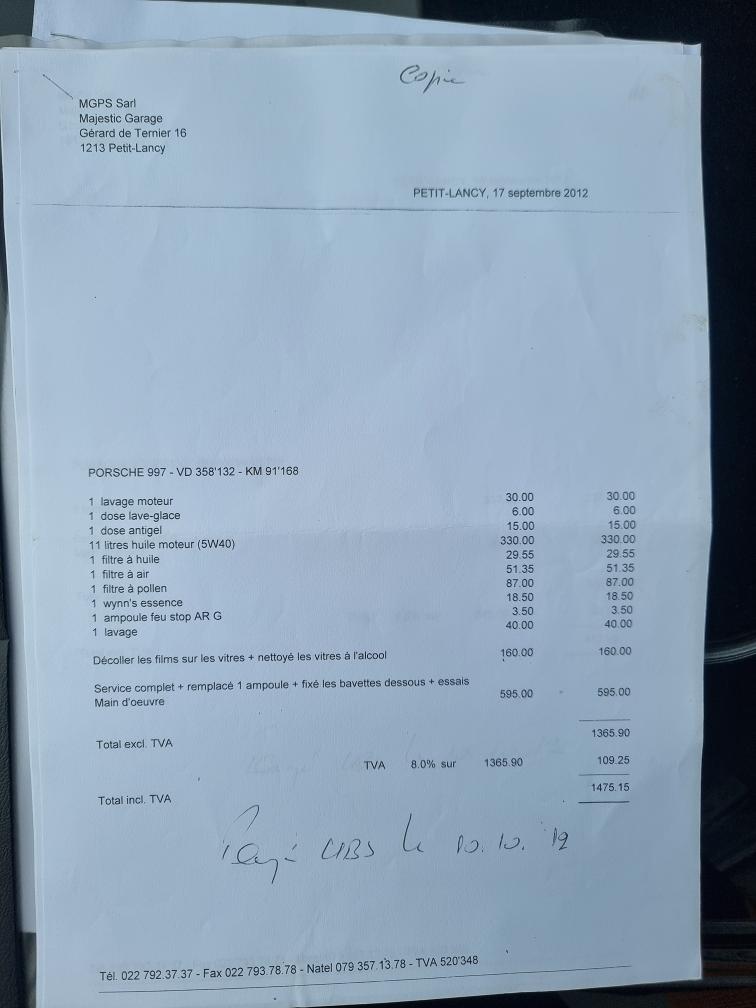 Copie
MGPS Sarl
Majestic Garage
Gérard de Ternier 16
1213 Petit-Lancy
PETIT-LANCY, 17 septembre 2012
PORSCHE 997 - VD 358'132 - KM 91'168
1 lavage moteur 30.00 30.00
1 dose lave-glace 6.00 6.00
1 dose antigel 15.00 15.00
11 litres huile moteur (5W40) 330.00 330.00
1 filtre à huile 29.55 29.55
1 filtre à air 51.35 51.35
1 filtre à pollen 87.00 87.00
1 wynn's essence 18.50 18.50
1 ampoule feu stop AR G 3.50 3.50
1 lavage 40.00 40.00
Décoller les films sur les vitres + nettoyé les vitres à l'alcool 160.00 160.00
Service complet + remplacé 1 ampoule + fixé les bavettes dessous + essais
Main d'oeuvre 595.00 595.00
Total excl. TVA 1365.90
TVA 8.0% sur 1365.90 109.25
Total incl. TVA 1475.15
Payé UBS le 10.10.12
Tél. 022 792.37.37 - Fax 022 793.78.78 - Natel 079 357.13.78 - TVA 520'348